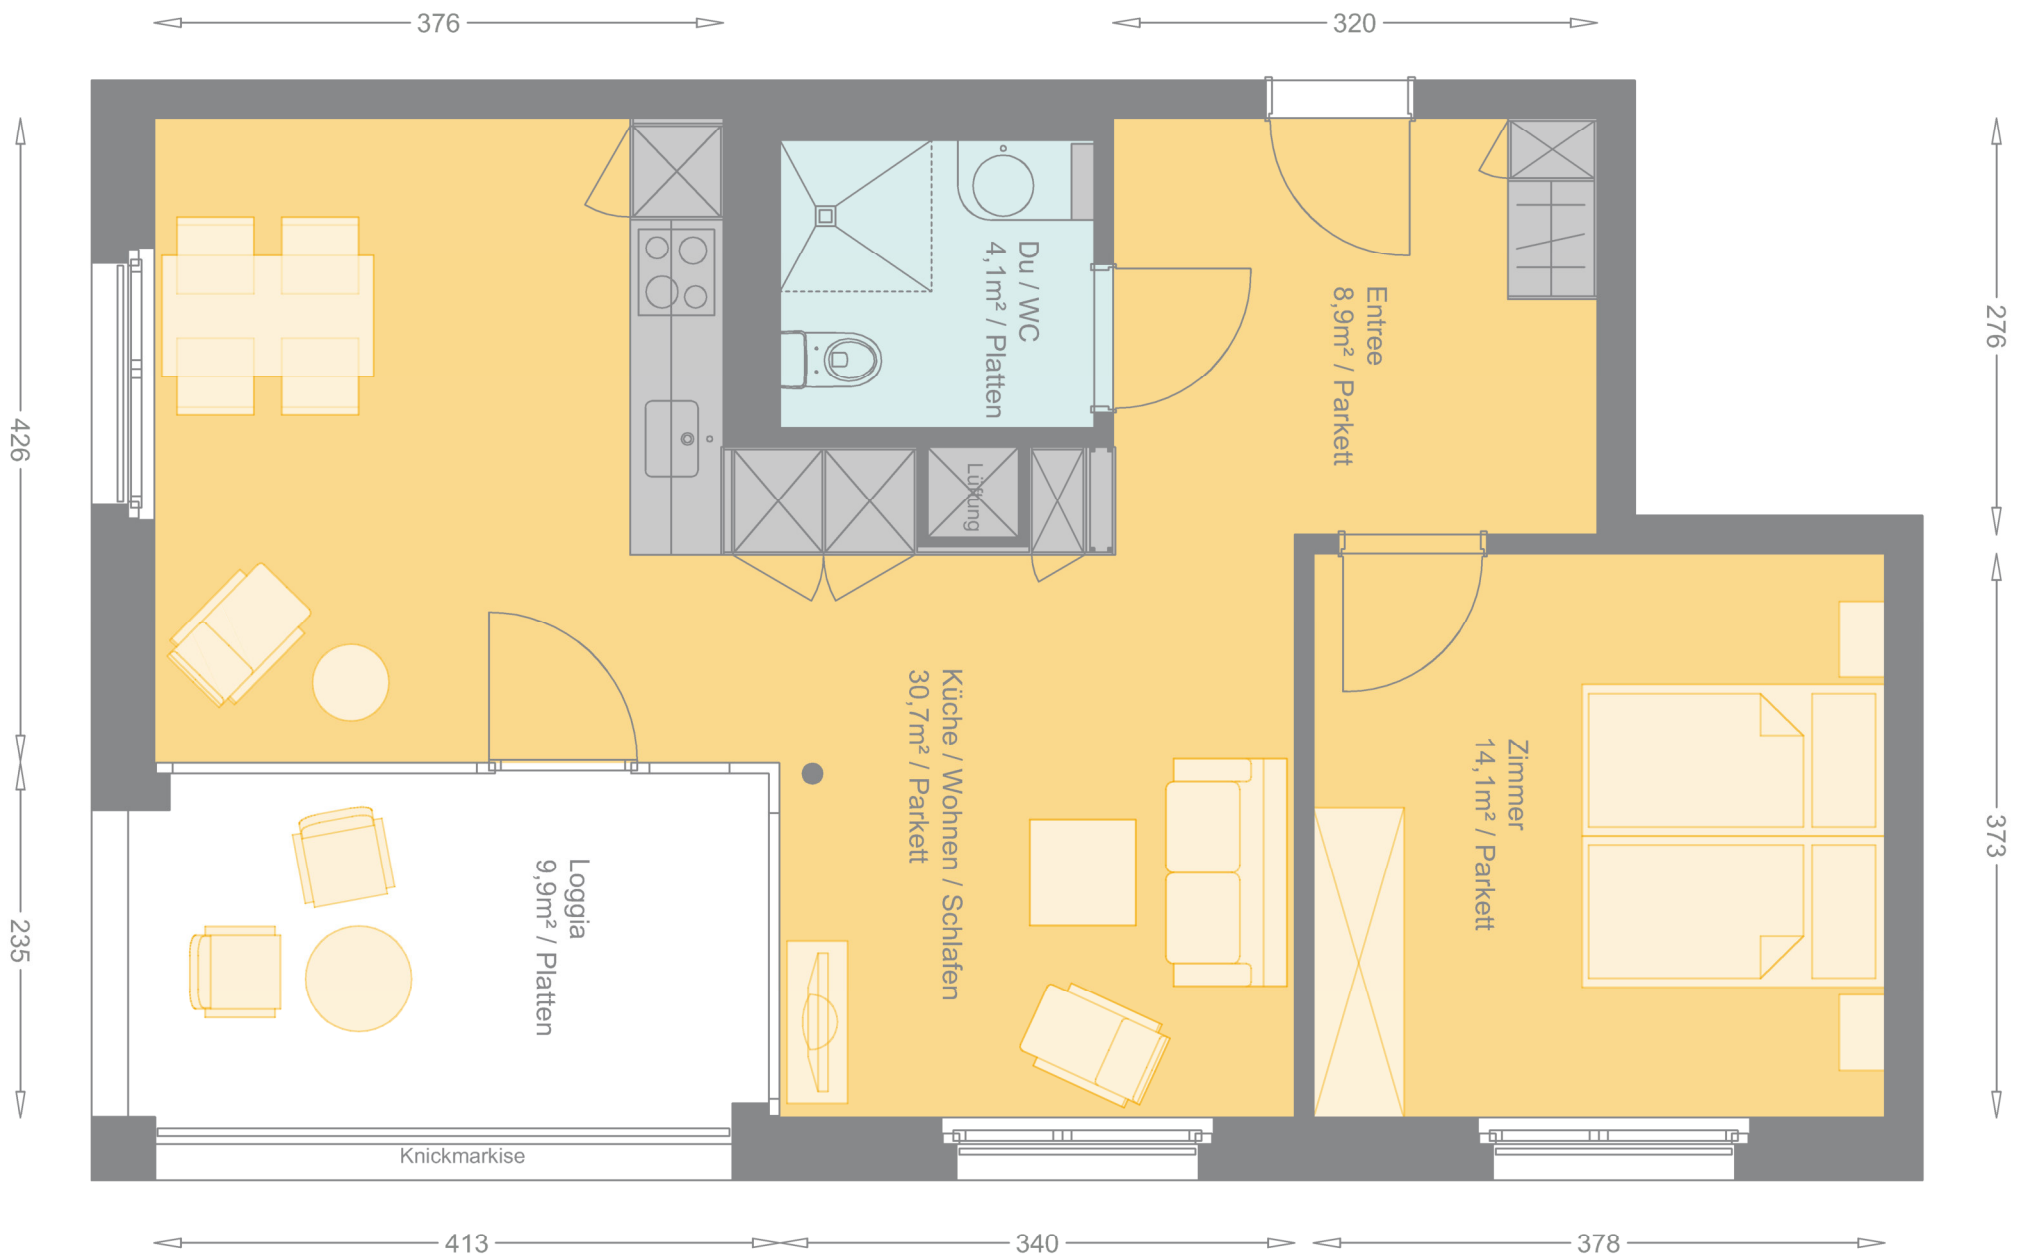 376
320
Du / WC
4,1m² / Platten
Entree
8,9m² / Parkett
276
426
Lüftung
Küche / Wohnen / Schlafen
30,7m² / Parkett
Zimmer
14,1m² / Parkett
373
Loggia
9,9m² / Platten
235
Knickmarkise
413
340
378